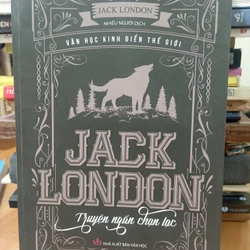 JACK LONDON
NHIỀU NGƯỜI DỊCH
VĂN HỌC KINH ĐIỂN THẾ GIỚI
JACK
LONDON
Truyện ngắn chọn lọc
NHÀ XUẤT BẢN VĂN HỌC